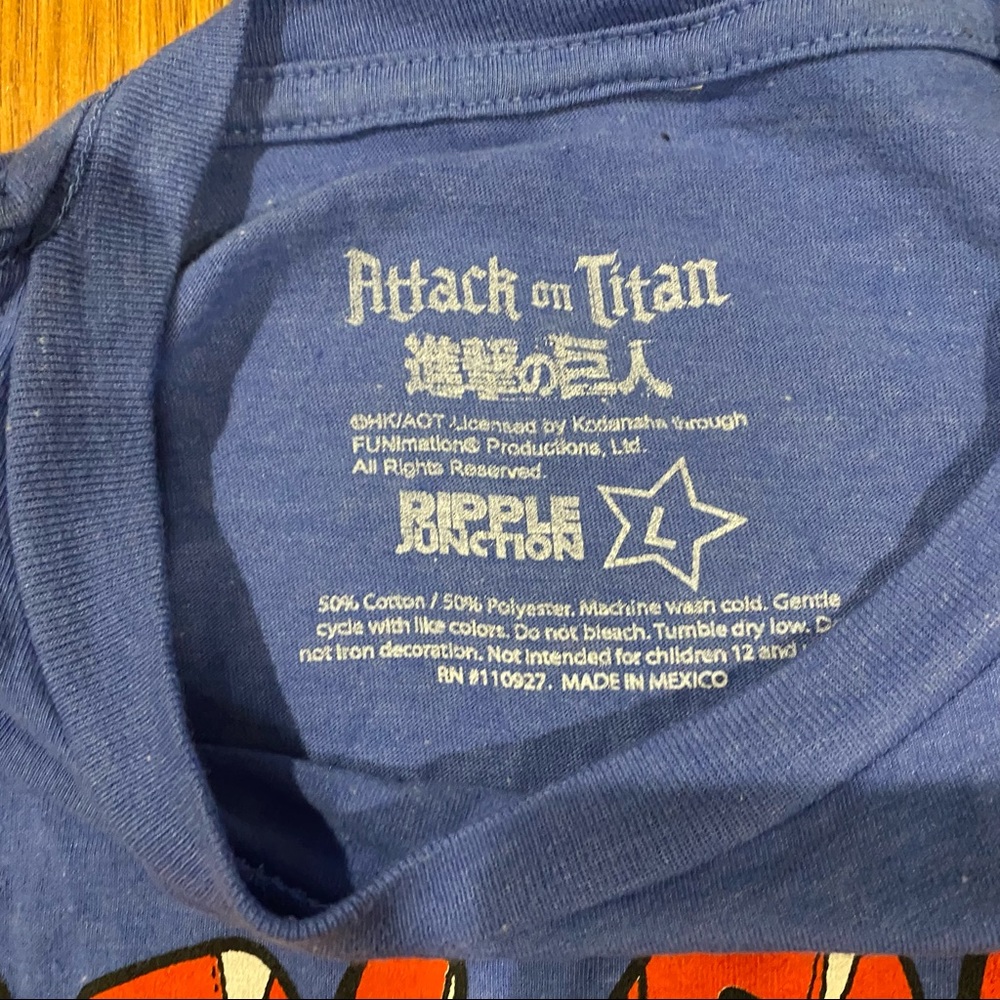 Attack on Titan
進撃の巨人
©HK/AOT Licensed by Kodansha through
FUNimation® Productions, Ltd.
All Rights Reserved.
RIPPLE
JUNCTION
L
50% Cotton / 50% Polyester. Machine wash cold. Gentle
cycle with like colors. Do not bleach. Tumble dry low.
not iron decoration. Not intended for children 12 and
RN #110927. MADE IN MEXICO